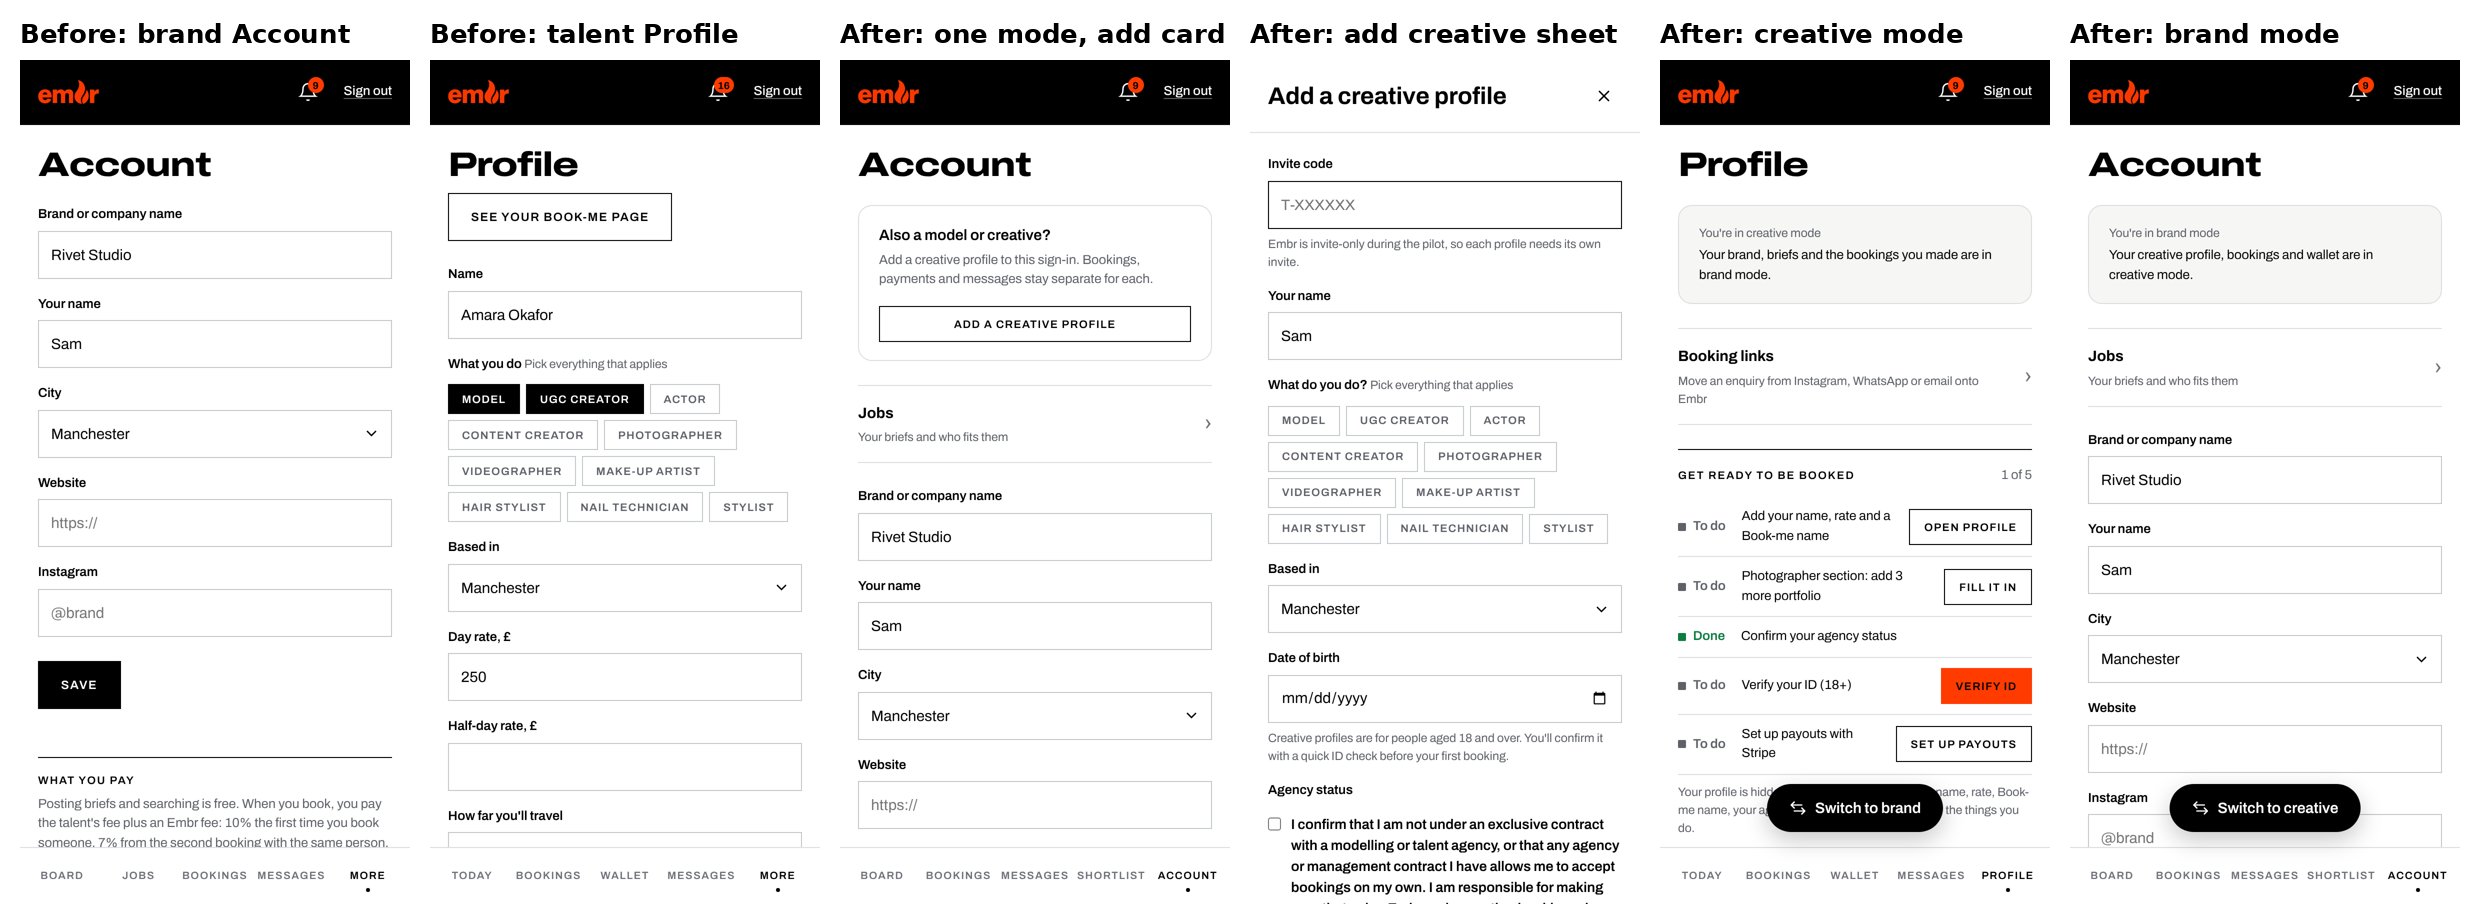 Before: brand Account
embr
9
Sign out
Account
Brand or company name
Rivet Studio
Your name
Sam
City
Manchester
Website
https://
Instagram
@brand
SAVE
WHAT YOU PAY
Posting briefs and searching is free. When you book, you pay
the talent's fee plus an Embr fee: 10% the first time you book
someone, 7% from the second booking with the same person.
BOARD JOBS BOOKINGS MESSAGES MORE
Before: talent Profile
embr
16
Sign out
Profile
SEE YOUR BOOK-ME PAGE
Name
Amara Okafor
What you do Pick everything that applies
MODEL UGC CREATOR ACTOR
CONTENT CREATOR PHOTOGRAPHER
VIDEOGRAPHER MAKE-UP ARTIST
HAIR STYLIST NAIL TECHNICIAN STYLIST
Based in
Manchester
Day rate, £
250
Half-day rate, £
How far you'll travel
TODAY BOOKINGS WALLET MESSAGES MORE
After: one mode, add card
embr
9
Sign out
Account
Also a model or creative?
Add a creative profile to this sign-in. Bookings,
payments and messages stay separate for each.
ADD A CREATIVE PROFILE
Jobs
Your briefs and who fits them
Brand or company name
Rivet Studio
Your name
Sam
City
Manchester
Website
https://
BOARD BOOKINGS MESSAGES SHORTLIST ACCOUNT
After: add creative sheet
Add a creative profile
Invite code
T-XXXXXX
Embr is invite-only during the pilot, so each profile needs its own
invite.
Your name
Sam
What do you do? Pick everything that applies
MODEL UGC CREATOR ACTOR
CONTENT CREATOR PHOTOGRAPHER
VIDEOGRAPHER MAKE-UP ARTIST
HAIR STYLIST NAIL TECHNICIAN STYLIST
Based in
Manchester
Date of birth
mm/dd/yyyy
Creative profiles are for people aged 18 and over. You'll confirm it
with a quick ID check before your first booking.
Agency status
I confirm that I am not under an exclusive contract
with a modelling or talent agency, or that any agency
or management contract I have allows me to accept
bookings on my own. I am responsible for making
After: creative mode
embr
9
Sign out
Profile
You're in creative mode
Your brand, briefs and the bookings you made are in
brand mode.
Booking links
Move an enquiry from Instagram, WhatsApp or email onto
Embr
GET READY TO BE BOOKED 1 of 5
To do Add your name, rate and a
Book-me name
OPEN PROFILE
To do Photographer section: add 3
more portfolio
FILL IT IN
Done Confirm your agency status
To do Verify your ID (18+)
VERIFY ID
To do Set up payouts with
Stripe
SET UP PAYOUTS
Your profile is name, rate, Book-
me name, your the things you
do.
Switch to brand
TODAY BOOKINGS WALLET MESSAGES PROFILE
After: brand mode
embr
9
Sign out
Account
You're in brand mode
Your creative profile, bookings and wallet are in
creative mode.
Jobs
Your briefs and who fits them
Brand or company name
Rivet Studio
Your name
Sam
City
Manchester
Website
https://
Instagram
@brand
Switch to creative
BOARD BOOKINGS MESSAGES SHORTLIST ACCOUNT